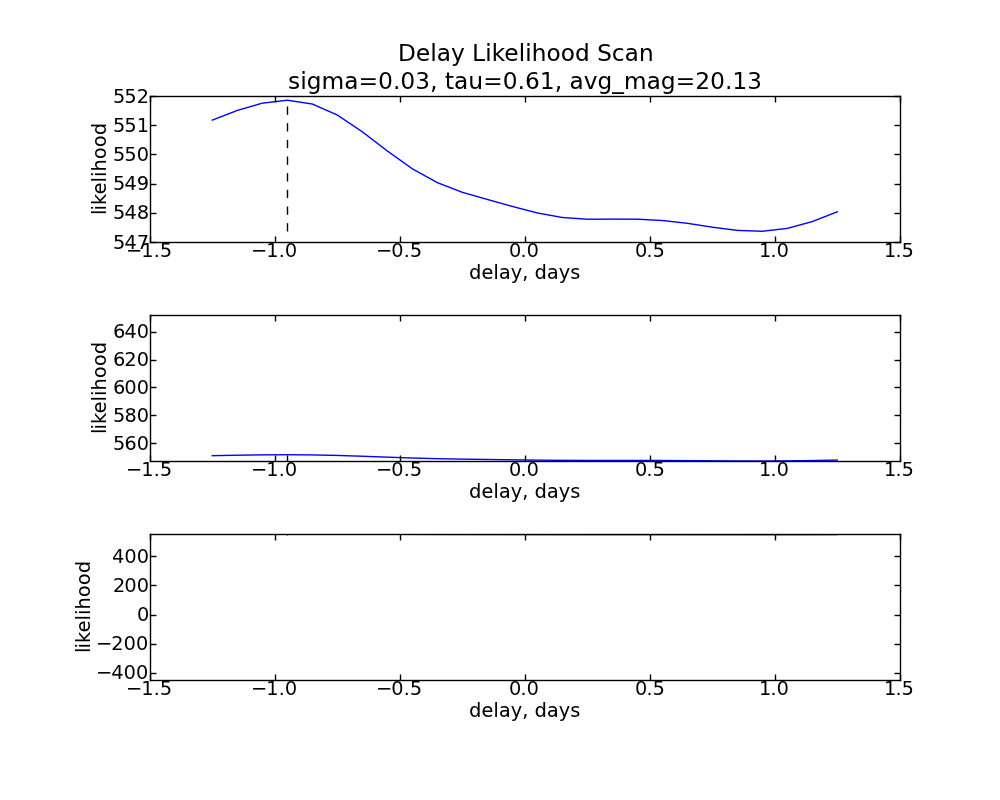 Delay Likelihood Scan
sigma=0.03, tau=0.61, avg_mag=20.13
552
551
550
549
548
547
likelihood
−1.5 −1.0 −0.5 0.0 0.5 1.0 1.5
delay, days
640
620
600
580
560
likelihood
−1.5 −1.0 −0.5 0.0 0.5 1.0 1.5
delay, days
400
200
0
−200
−400
likelihood
−1.5 −1.0 −0.5 0.0 0.5 1.0 1.5
delay, days